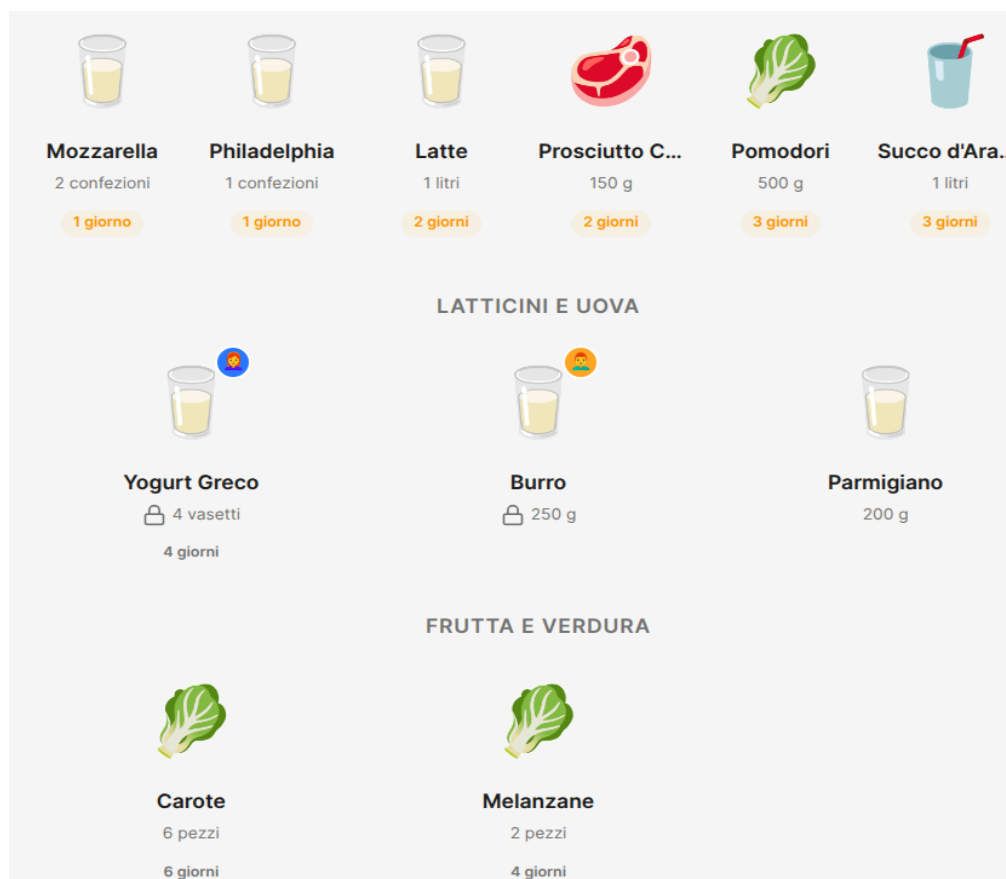 Mozzarella Philadelphia Latte Prosciutto C... Pomodori Succo d'Ara..
2 confezioni 1 confezioni 1 litri 150 g 500 g 1 litri
1 giorno 1 giorno 2 giorni 2 giorni 3 giorni 3 giorni
LATTICINI E UOVA
Yogurt Greco Burro Parmigiano
4 vasetti 250 g 200 g
4 giorni
FRUTTA E VERDURA
Carote Melanzane
6 pezzi 2 pezzi
6 giorni 4 giorni